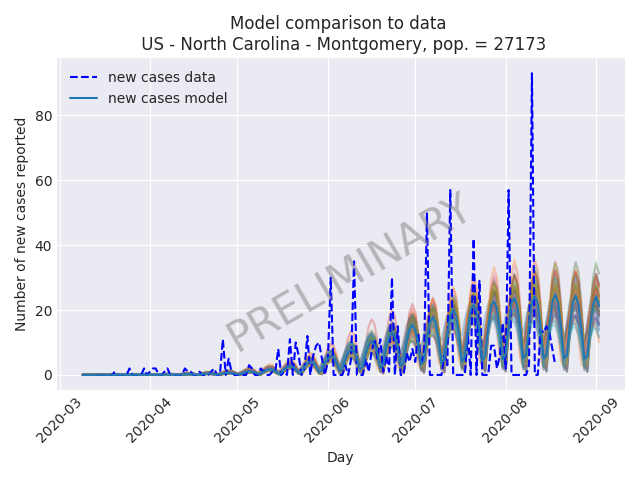 Model comparison to data
US - North Carolina - Montgomery, pop. = 27173
new cases data
new cases model
Number of new cases reported
80
60
40
20
0
PRELIMINARY
2020-03
2020-04
2020-05
2020-06
2020-07
2020-08
2020-09
Day